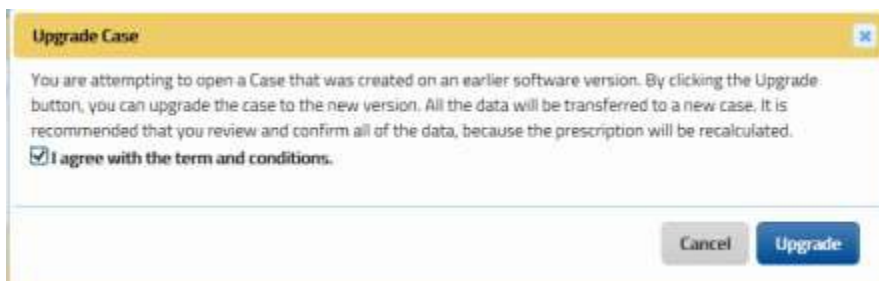 Upgrade Case
You are attempting to open a Case that was created on an earlier software version. By clicking the Upgrade
button, you can upgrade the case to the new version. All the data will be transferred to a new case. It is
recommended that you review and confirm all of the data, because the prescription will be recalculated.
I agree with the term and conditions.
Cancel Upgrade